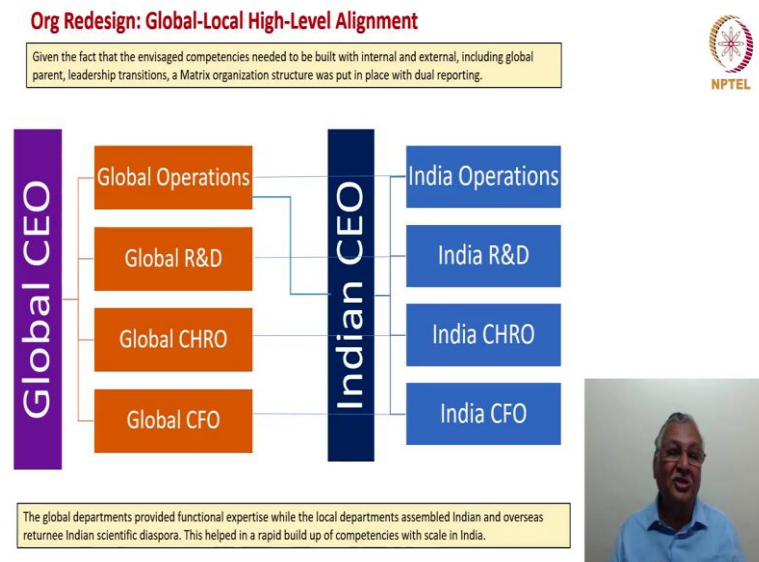 Org Redesign: Global-Local High-Level Alignment
Given the fact that the envisaged competencies needed to be built with internal and external, including global
parent, leadership transitions, a Matrix organization structure was put in place with dual reporting.
NPTEL
Global CEO
Global Operations
Global R&D
Global CHRO
Global CFO
Indian CEO
India Operations
India R&D
India CHRO
India CFO
The global departments provided functional expertise while the local departments assembled Indian and overseas
returnee Indian scientific diaspora. This helped in a rapid build up of competencies with scale in India.